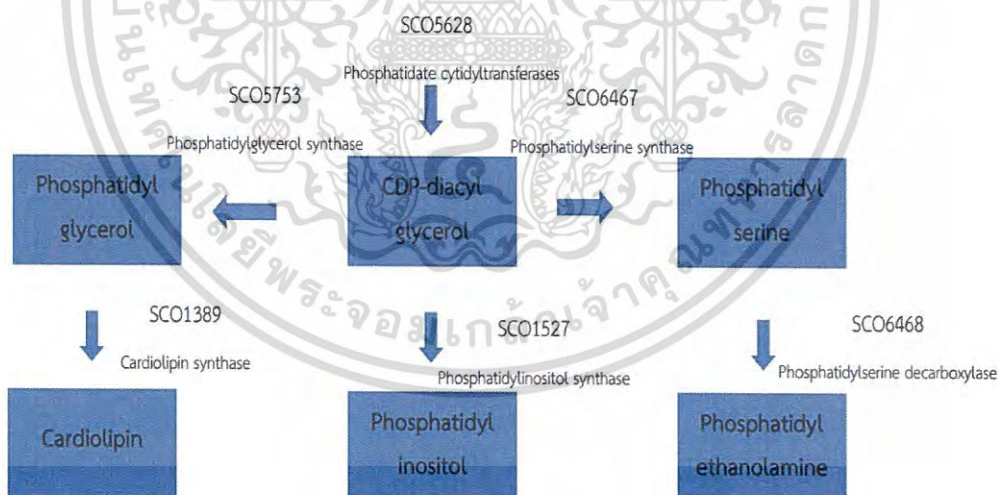 SCO5628
Phosphatidate cytidyltransferases
SCO5753
SCO6467
Phosphatidylglycerol synthase
Phosphatidylserine synthase
Phosphatidyl
glycerol
CDP-diacyl
glycerol
Phosphatidyl
serine
SCO1389
SCO1527
SCO6468
Cardiolipin synthase
Phosphatidylinositol synthase
Phosphatidylserine decarboxylase
Cardiolipin
Phosphatidyl
inositol
Phosphatidyl
ethanolamine